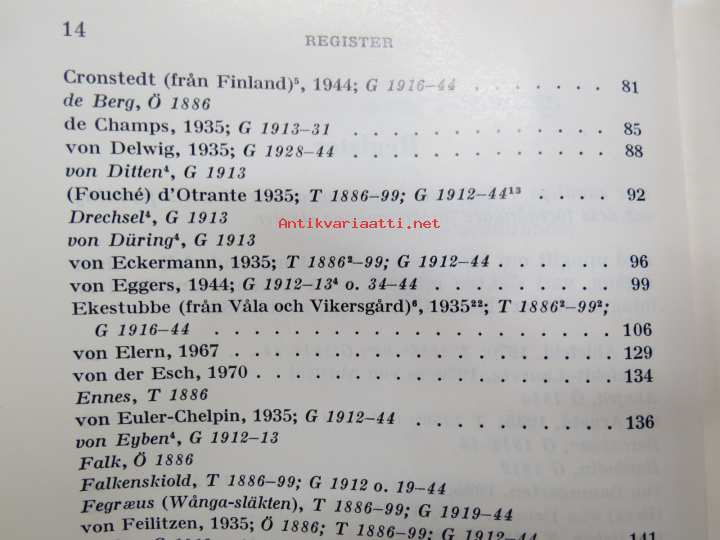 14
REGISTER
Cronstedt (från Finland)⁵, 1944; G 1916–44 . . . . . . . 81
de Berg, Ö 1886
de Champs, 1935; G 1913–31 . . . . . . . . . . . . 85
von Delwig, 1935; G 1928–44 . . . . . . . . . . . . 88
von Ditten⁴, G 1913
(Fouché) d'Otrante 1935; T 1886–99; G 1912–44¹³ . . . . 92
Drechsel⁴, G 1913
Antikvariaatti.net
von Düring⁴, G 1913
von Eckermann, 1935; T 1886²–99; G 1912–44 . . . . . . 96
von Eggers, 1944; G 1912–13⁴ o. 34–44 . . . . . . . . . 99
Ekestubbe (från Våla och Vikersgård)⁶, 1935²²; T 1886²–99²;
G 1916–44 . . . . . . . . . . . . . . . . . . 106
von Elern, 1967 . . . . . . . . . . . . . . . . . 129
von der Esch, 1970 . . . . . . . . . . . . . . . . 134
Ennes, T 1886
von Euler-Chelpin, 1935; G 1912–44 . . . . . . . . . 136
von Eyben⁴, G 1912–13
Falk, Ö 1886
Falkenskiold, T 1886–99; G 1912 o. 19–44
Fegræus (Wånga-släkten), T 1886–99; G 1919–44
von Feilitzen, 1935; Ö 1886; T 1886–99; G 1912–44 . . . . 141